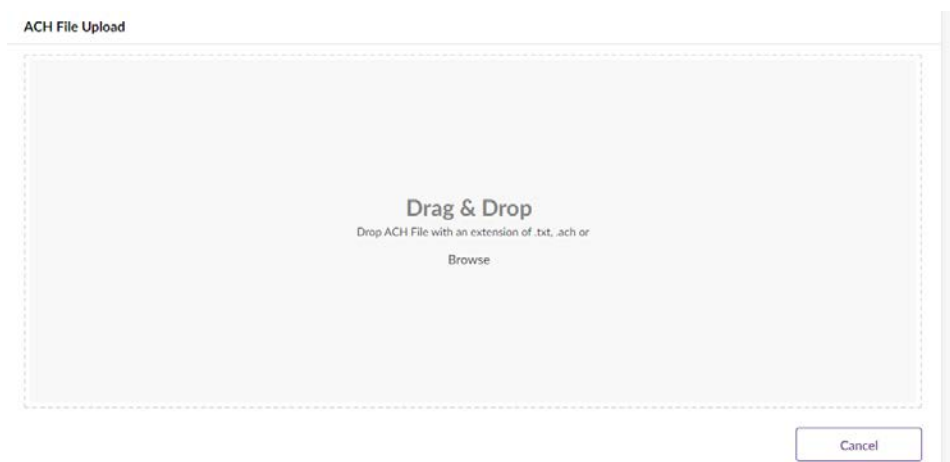 ACH File Upload
Drag & Drop
Drop ACH File with an extension of .txt, .ach or
Browse
Cancel